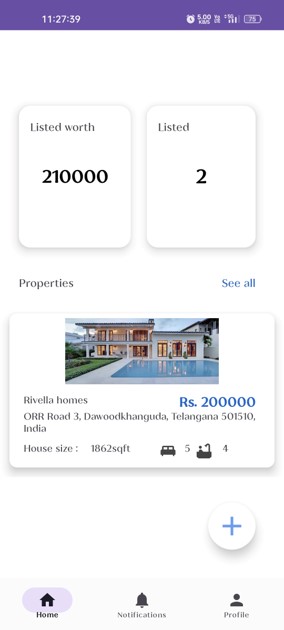 11:27:39
5.00 KB/S
75
Listed worth
Listed
210000
2
Properties
See all
Rivella homes
Rs. 200000
ORR Road 3, Dawoodkhanguda, Telangana 501510,
India
House size : 1862sqft 5 4
Home
Notifications
Profile